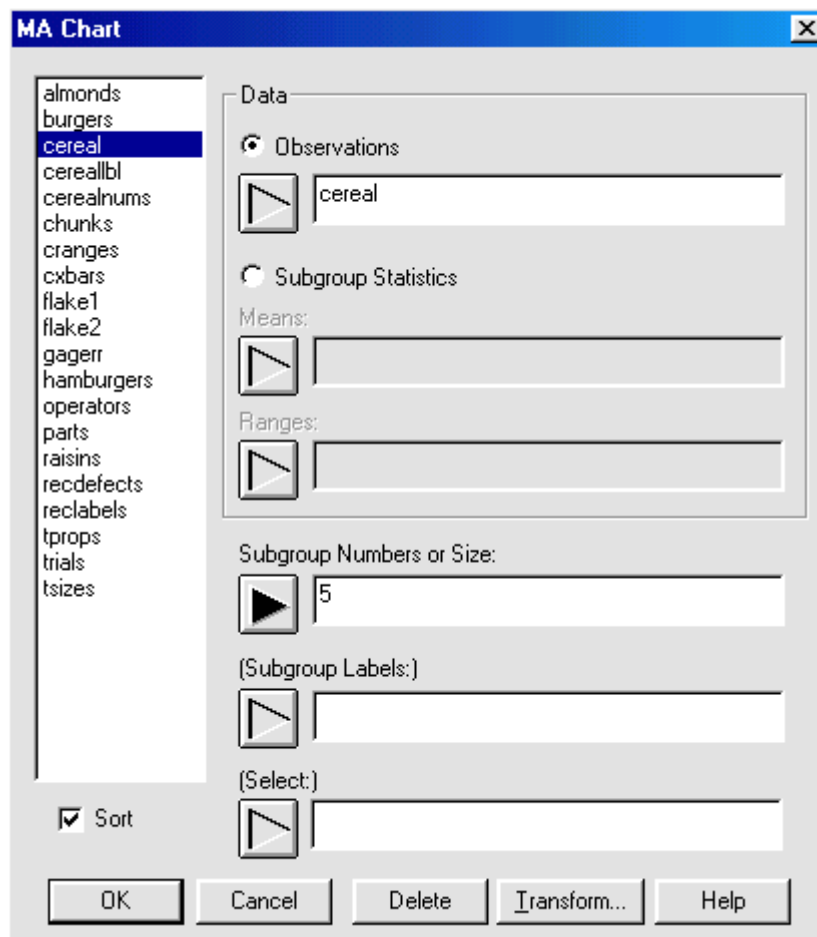 MA Chart
almonds
burgers
cereal
cereallbl
cerealnums
chunks
cranges
cxbars
flake1
flake2
gagerr
hamburgers
operators
parts
raisins
recdefects
reclabels
tprops
trials
tsizes
Sort
Data
Observations
cereal
Subgroup Statistics
Means:
Ranges:
Subgroup Numbers or Size:
5
(Subgroup Labels:)
(Select:)
OK Cancel Delete Transform... Help